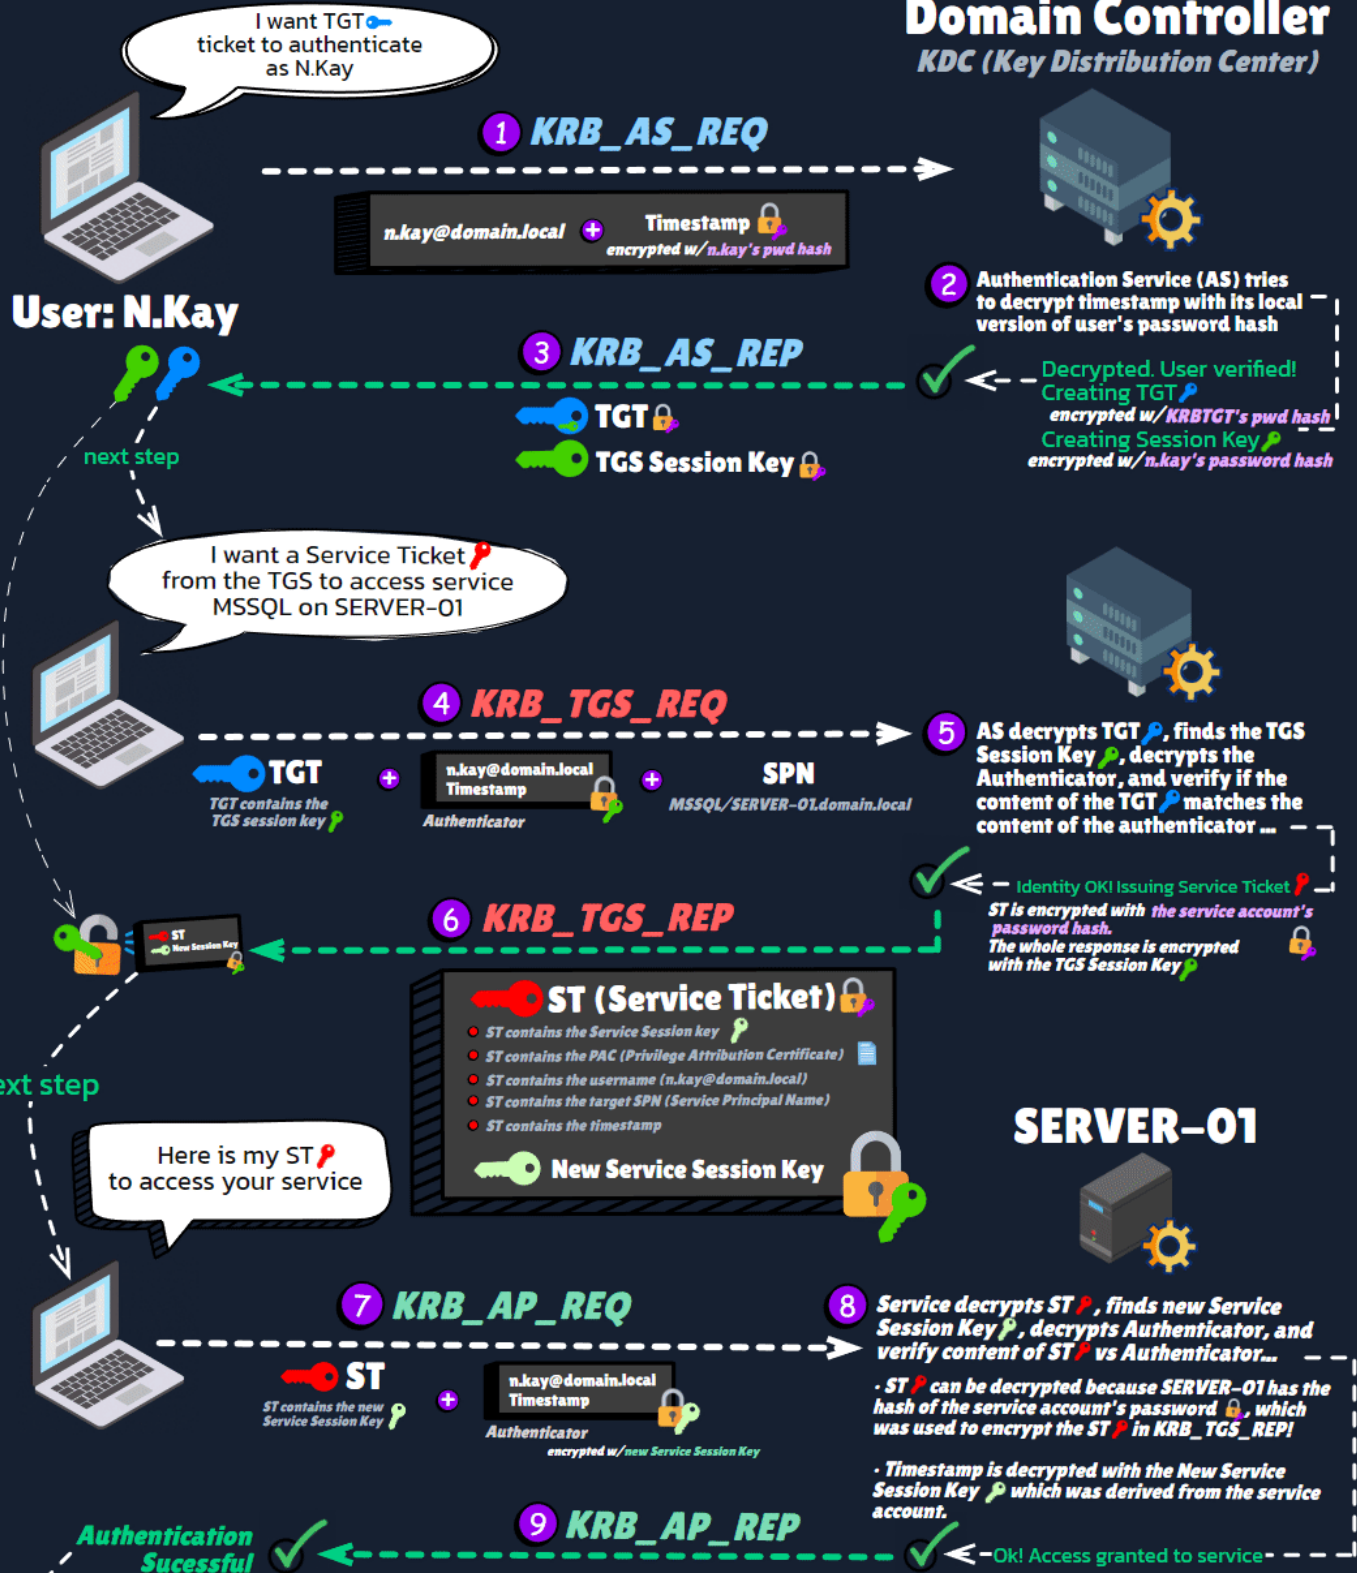 I want TGT
ticket to authenticate
as N.Kay
Domain Controller
KDC (Key Distribution Center)
1 KRB_AS_REQ
n.kay@domain.local + Timestamp
encrypted w/n.kay's pwd hash
User: N.Kay
2 Authentication Service (AS) tries
to decrypt timestamp with its local
version of user's password hash
3 KRB_AS_REP
Decrypted. User verified!
Creating TGT
encrypted w/KRBTGT's pwd hash
Creating Session Key
encrypted w/n.kay's password hash
TGT
TGS Session Key
next step
I want a Service Ticket
from the TGS to access service
MSSQL on SERVER-01
4 KRB_TGS_REQ
TGT
TGT contains the
TGS session key
+
n.kay@domain.local
Timestamp
Authenticator
+
SPN
MSSQL/SERVER-01.domain.local
5 AS decrypts TGT, finds the TGS
Session Key, decrypts the
Authenticator, and verify if the
content of the TGT matches the
content of the authenticator ...
Identity OK! Issuing Service Ticket
ST is encrypted with the service account's
password hash.
The whole response is encrypted
with the TGS Session Key
6 KRB_TGS_REP
ST
New Session Key
ST (Service Ticket)
ST contains the Service Session key
ST contains the PAC (Privilege Attribution Certificate)
ST contains the username (n.kay@domain.local)
ST contains the target SPN (Service Principal Name)
ST contains the timestamp
New Service Session Key
ext step
Here is my ST
to access your service
SERVER-01
7 KRB_AP_REQ
ST
ST contains the new
Service Session Key
+
n.kay@domain.local
Timestamp
Authenticator
encrypted w/new Service Session Key
8 Service decrypts ST, finds new Service
Session Key, decrypts Authenticator, and
verify content of ST vs Authenticator...
· ST can be decrypted because SERVER-01 has the
hash of the service account's password, which
was used to encrypt the ST in KRB_TGS_REP!
· Timestamp is decrypted with the New Service
Session Key which was derived from the service
account.
9 KRB_AP_REP
Ok! Access granted to service
Authentication
Sucessful